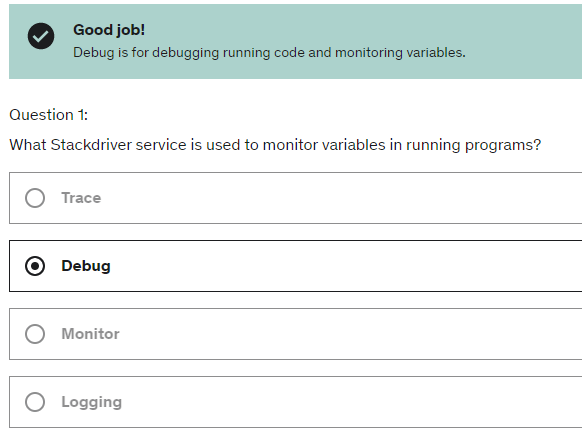 Good job!
Debug is for debugging running code and monitoring variables.
Question 1:
What Stackdriver service is used to monitor variables in running programs?
Trace
Debug
Monitor
Logging